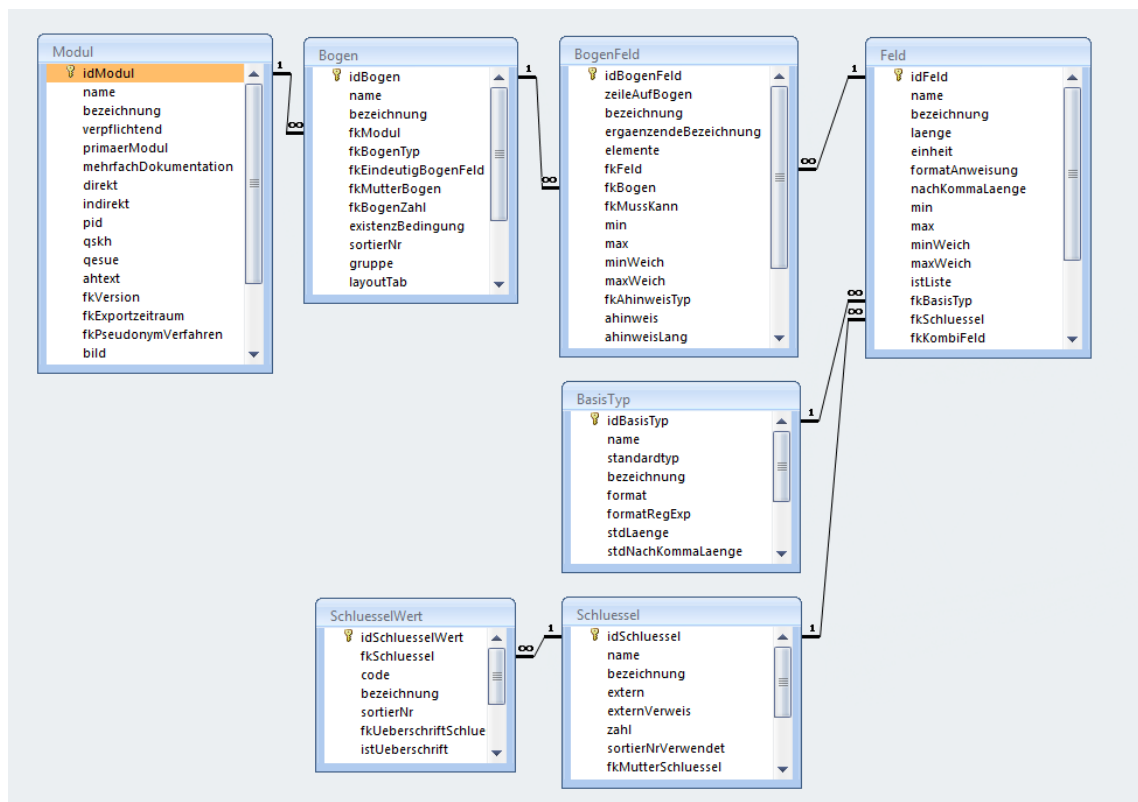 Modul
idModul
name
bezeichnung
verpflichtend
primaerModul
mehrfachDokumentation
direkt
indirekt
pid
qskh
qesue
ahtext
fkVersion
fkExportzeitraum
fkPseudonymVerfahren
bild
1
∞
Bogen
idBogen
name
bezeichnung
fkModul
fkBogenTyp
fkEindeutigBogenFeld
fkMutterBogen
fkBogenZahl
existenzBedingung
sortierNr
gruppe
layoutTab
1
∞
BogenFeld
idBogenFeld
zeileAufBogen
bezeichnung
ergaenzendeBezeichnung
elemente
fkFeld
fkBogen
fkMussKann
min
max
minWeich
maxWeich
fkAhinweisTyp
ahinweis
ahinweisLang
1
∞
Feld
idFeld
name
bezeichnung
laenge
einheit
formatAnweisung
nachKommaLaenge
min
max
minWeich
maxWeich
istListe
fkBasisTyp
fkSchluessel
fkKombiFeld
∞
∞
BasisTyp
idBasisTyp
name
standardtyp
bezeichnung
format
formatRegExp
stdLaenge
stdNachKommaLaenge
1
SchluesselWert
idSchluesselWert
fkSchluessel
code
bezeichnung
sortierNr
fkUeberschriftSchlue
istUeberschrift
∞
1
Schluessel
idSchluessel
name
bezeichnung
extern
externVerweis
zahl
sortierNrVerwendet
fkMutterSchluessel
1